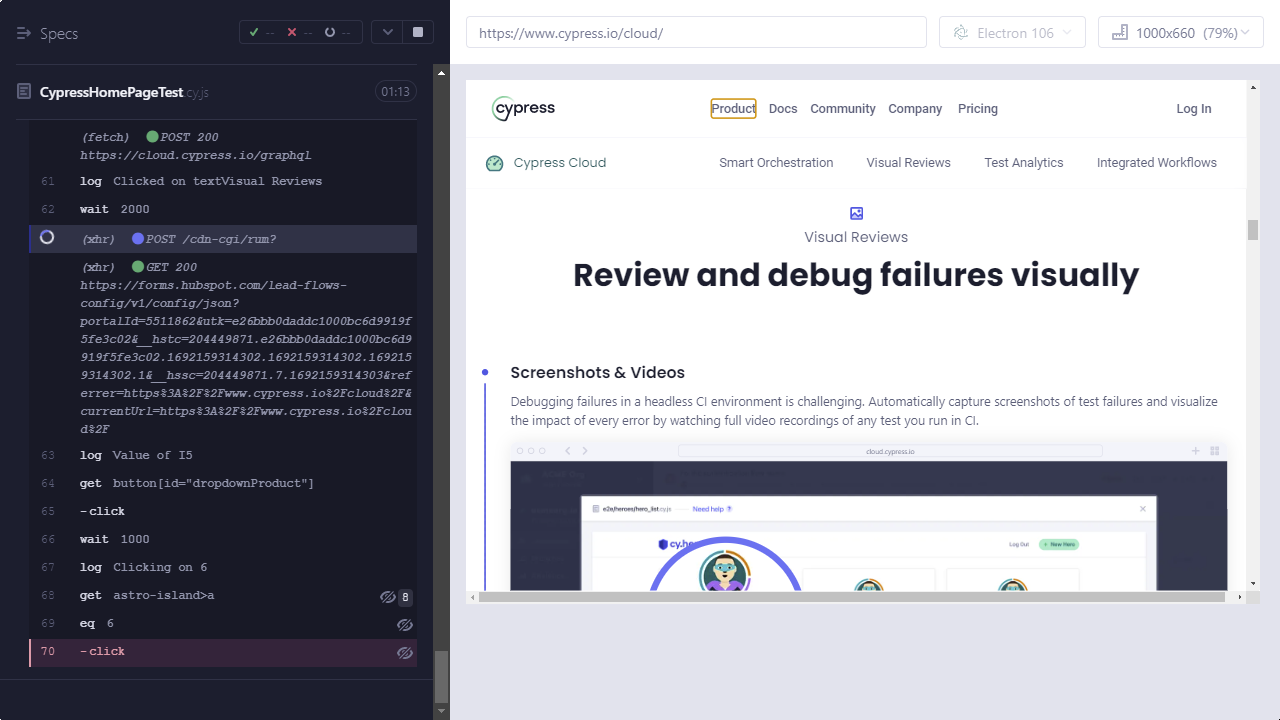 Specs
-- -- --
https://www.cypress.io/cloud/
Electron 106
1000x660 (79%)
CypressHomePageTest.cy.js
01:13
(fetch) POST 200
https://cloud.cypress.io/graphql
61 log Clicked on textVisual Reviews
62 wait 2000
(xhr) POST /cdn-cgi/rum?
(xhr) GET 200
https://forms.hubspot.com/lead-flows-
config/v1/config/json?
portalId=5511862&utk=e26bbb0daddc1000bc6d9919f
5fe3c02&__hstc=204449871.e26bbb0daddc1000bc6d9
919f5fe3c02.1692159314302.1692159314302.169215
9314302.1&__hssc=204449871.7.1692159314303&ref
errer=https%3A%2F%2Fwww.cypress.io%2Fcloud%2F&
currentUrl=https%3A%2F%2Fwww.cypress.io%2Fclou
d%2F
63 log Value of I5
64 get button[id="dropdownProduct"]
65 -click
66 wait 1000
67 log Clicking on 6
68 get astro-island>a 8
69 eq 6
70 -click
cypress
Product Docs Community Company Pricing Log In
Cypress Cloud Smart Orchestration Visual Reviews Test Analytics Integrated Workflows
Visual Reviews
Review and debug failures visually
Screenshots & Videos
Debugging failures in a headless CI environment is challenging. Automatically capture screenshots of test failures and visualize
the impact of every error by watching full video recordings of any test you run in CI.
cloud.cypress.io
e2e/heroes/hero_list.cy.js Need help ?
cy.he
Log Out + New Hero